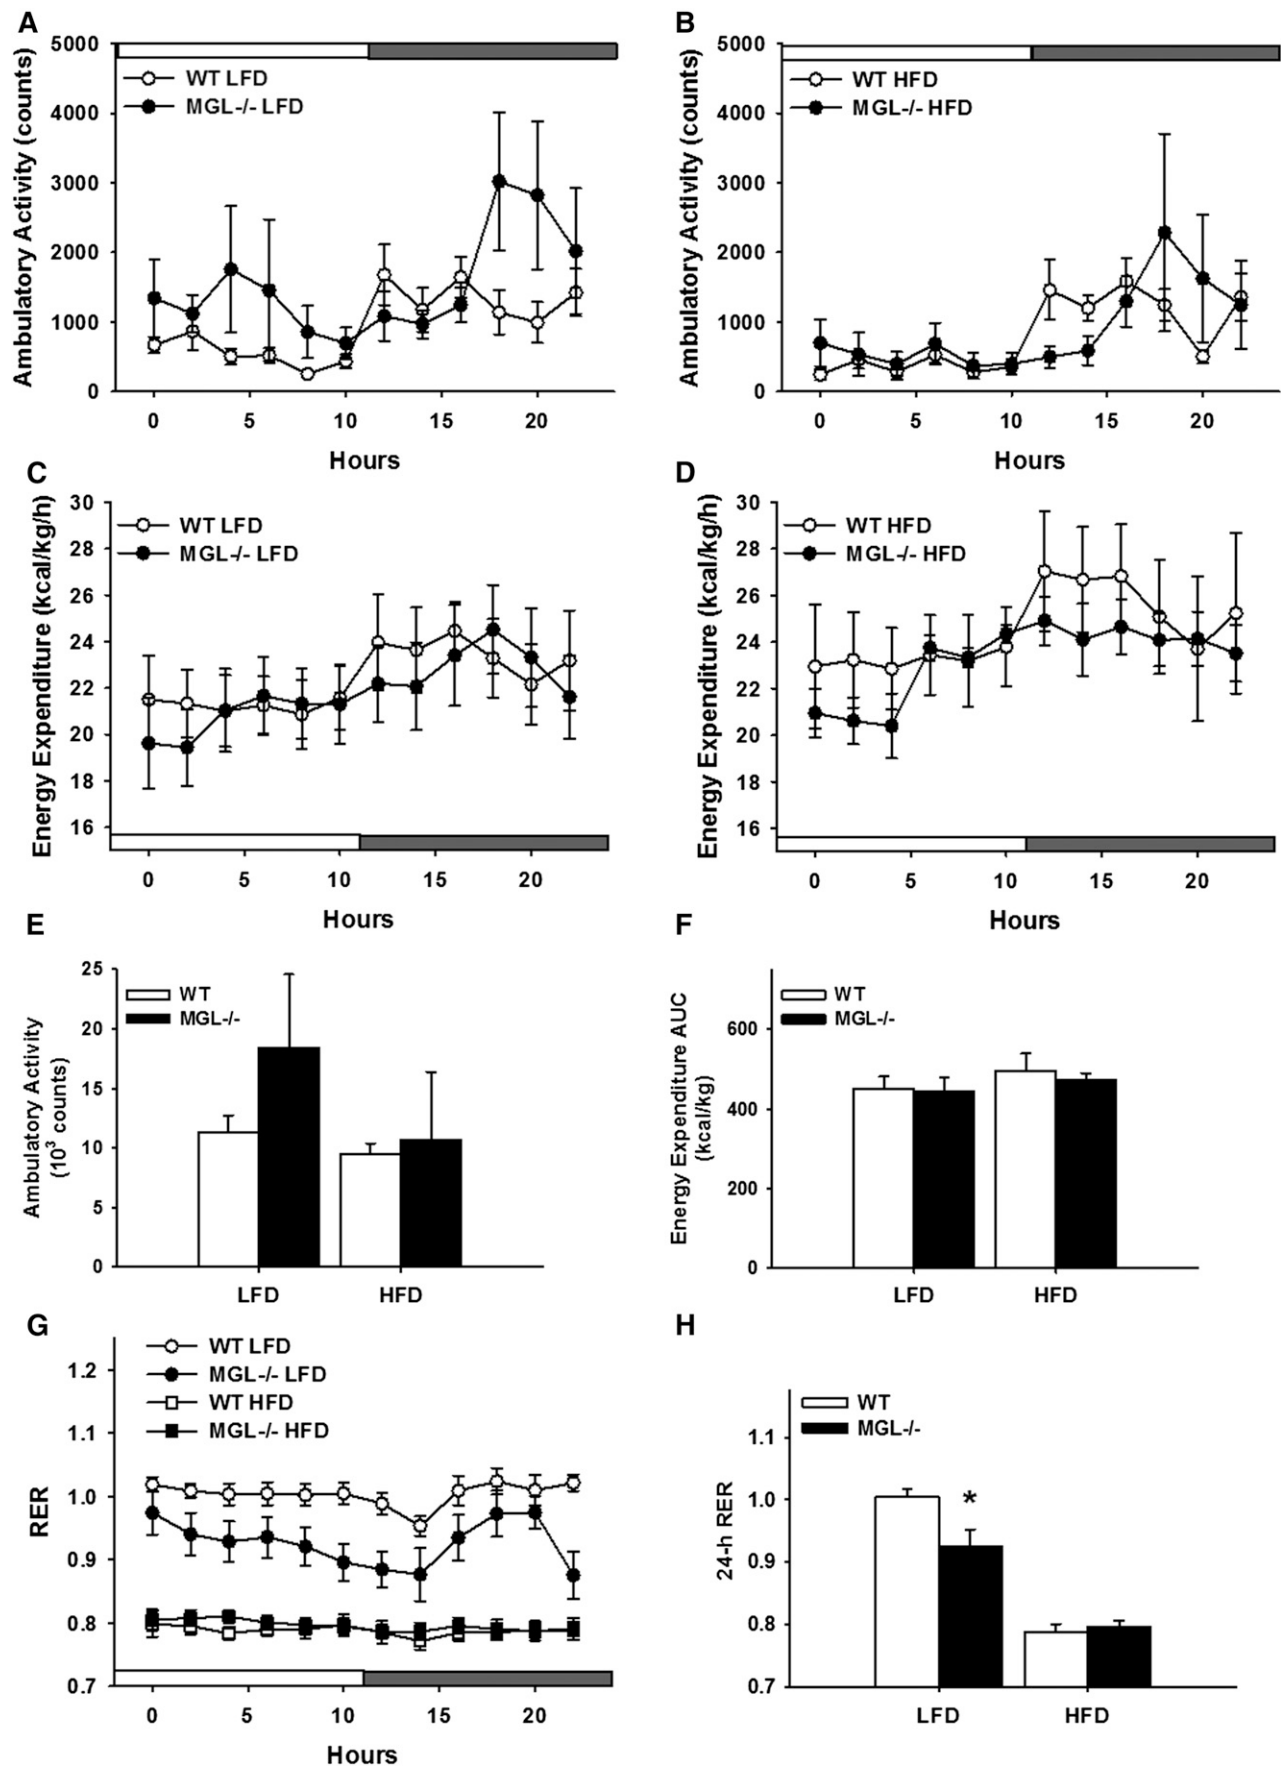 A
Ambulatory Activity (counts)
5000
4000
3000
2000
1000
0
WT LFD
MGL-/- LFD
0 5 10 15 20
Hours
B
Ambulatory Activity (counts)
5000
4000
3000
2000
1000
0
WT HFD
MGL-/- HFD
0 5 10 15 20
Hours
C
Energy Expenditure (kcal/kg/h)
30
28
26
24
22
20
18
16
WT LFD
MGL-/- LFD
0 5 10 15 20
Hours
D
Energy Expenditure (kcal/kg/h)
30
28
26
24
22
20
18
16
WT HFD
MGL-/- HFD
0 5 10 15 20
Hours
E
Ambulatory Activity
(10³ counts)
25
20
15
10
5
0
WT
MGL-/-
LFD HFD
F
Energy Expenditure AUC
(kcal/kg)
600
400
200
0
WT
MGL-/-
LFD HFD
G
RER
1.2
1.1
1.0
0.9
0.8
0.7
WT LFD
MGL-/- LFD
WT HFD
MGL-/- HFD
0 5 10 15 20
Hours
H
24-h RER
1.1
1.0
0.9
0.8
0.7
WT
MGL-/-
*
LFD HFD